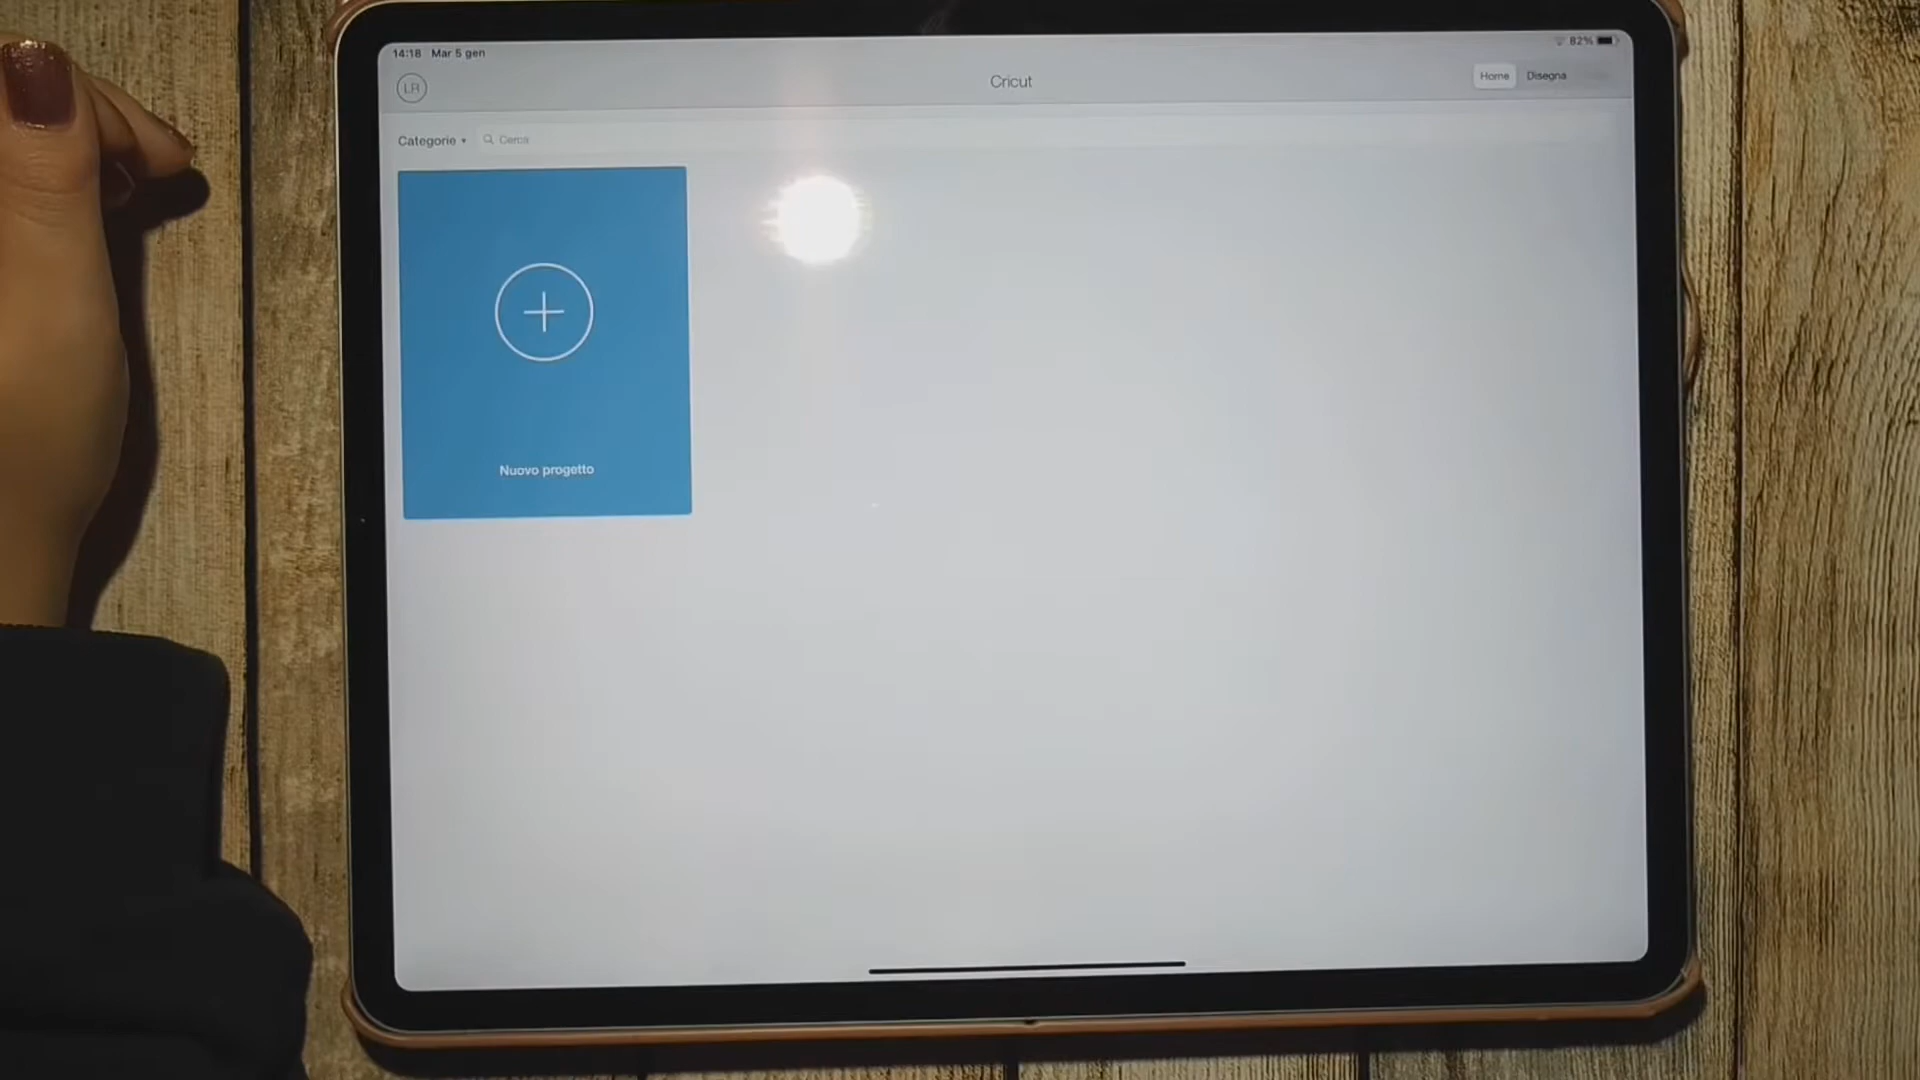 14:18 Mar 5 gen
82%
LR
Cricut
Home Disegna
Categorie
Cerca
Nuovo progetto